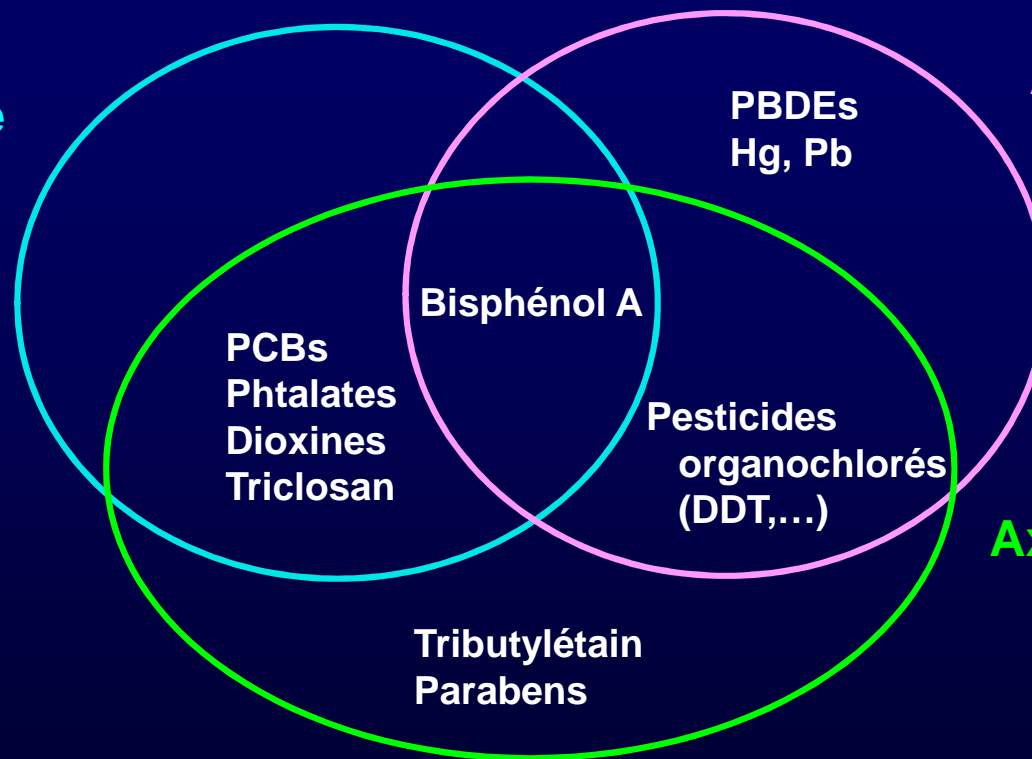 PBDEs
Hg, Pb
Bisphénol A
PCBs
Phtalates
Dioxines
Triclosan
Pesticides
organochlorés
(DDT,…)
Tributylétain
Parabens